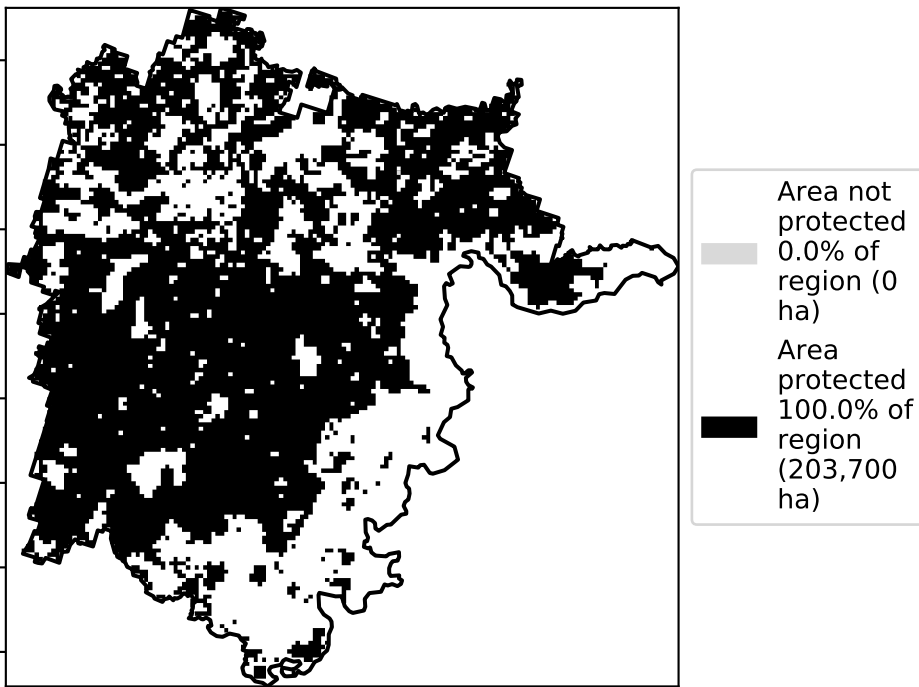 Area not
protected
0.0% of
region (0
ha)
Area
protected
100.0% of
region
(203,700
ha)